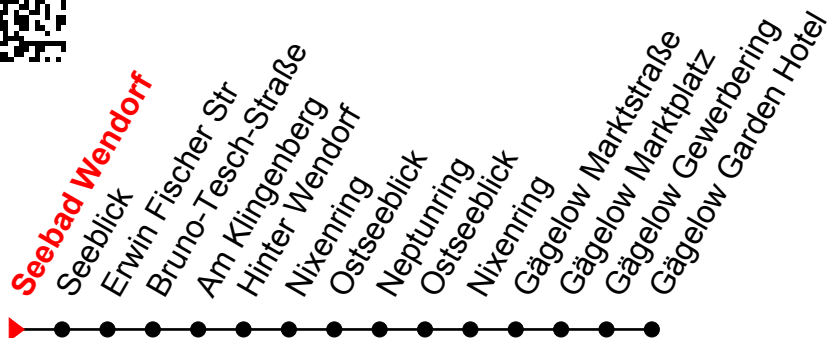 Seebad Wendorf
Seeblick
Erwin Fischer Str
Bruno-Tesch-Straße
Am Klingenberg
Hinter Wendorf
Nixenring
Ostseeblick
Neptunring
Ostseeblick
Nixenring
Gägelow Marktstraße
Gägelow Marktplatz
Gägelow Gewerbering
Gägelow Garden Hotel